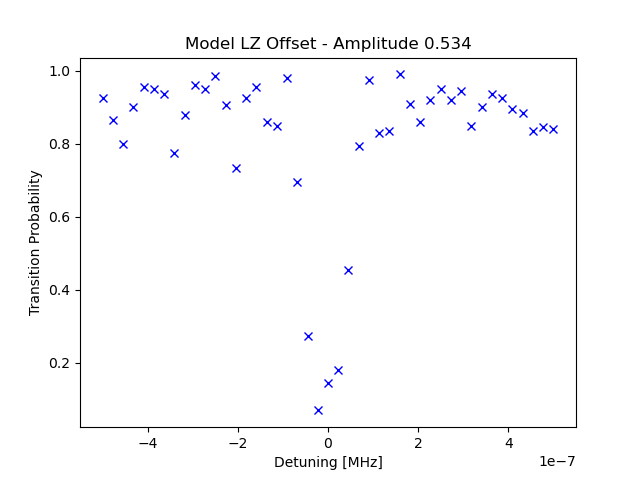 Model LZ Offset - Amplitude 0.534
1.0
0.8
0.6
0.4
0.2
Transition Probability
−4
−2
0
2
4
1e−7
Detuning [MHz]